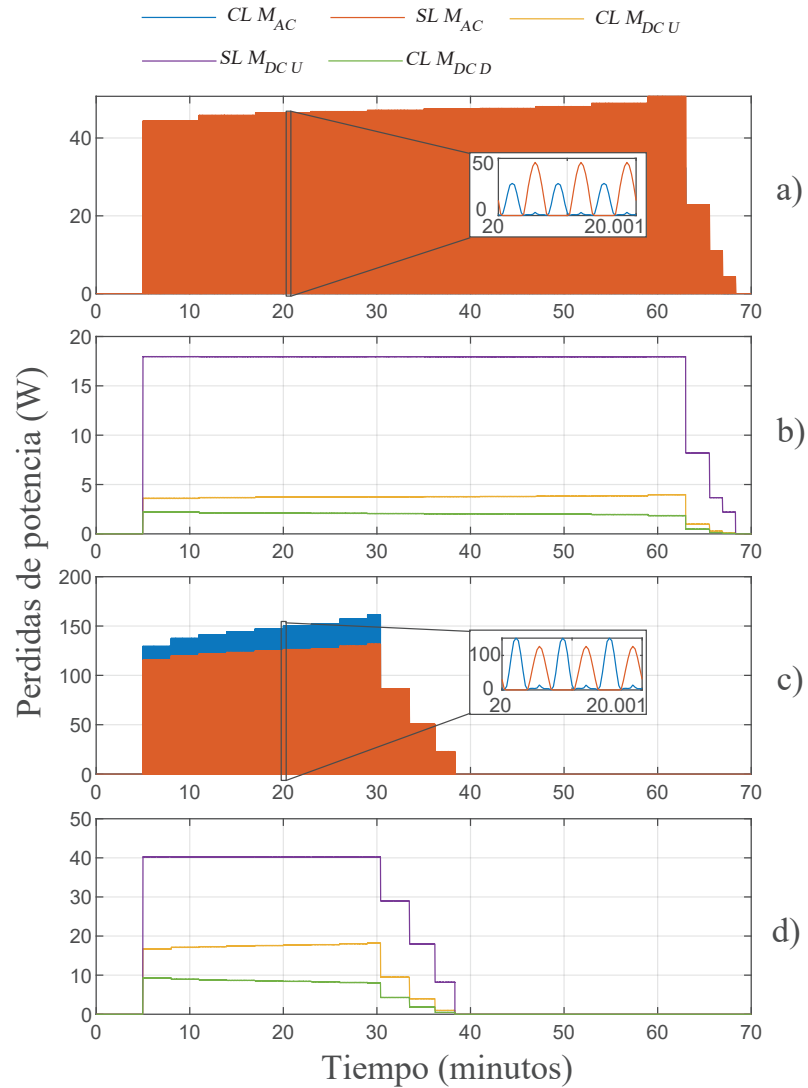 CL M_AC SL M_AC CL M_DC U
SL M_DC U CL M_DC D
40
20
0
0 10 20 30 40 50 60 70
50
0
20 20.001
a)
20
15
10
5
0
0 10 20 30 40 50 60 70
b)
Perdidas de potencia (W)
200
150
100
50
0
0 10 20 30 40 50 60 70
100
0
20 20.001
c)
50
40
30
20
10
0
0 10 20 30 40 50 60 70
d)
Tiempo (minutos)